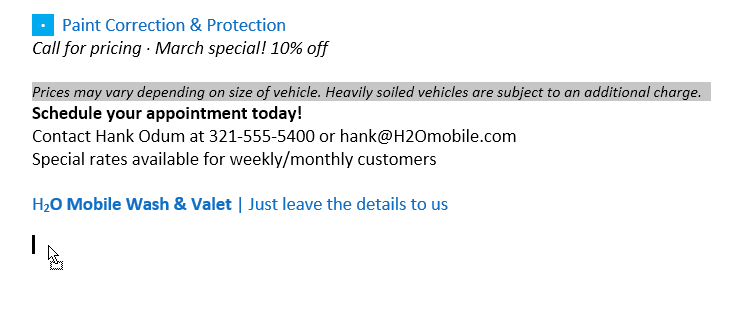 Paint Correction & Protection
Call for pricing · March special! 10% off
Prices may vary depending on size of vehicle. Heavily soiled vehicles are subject to an additional charge.
Schedule your appointment today!
Contact Hank Odum at 321-555-5400 or hank@H2Omobile.com
Special rates available for weekly/monthly customers
H₂O Mobile Wash & Valet | Just leave the details to us